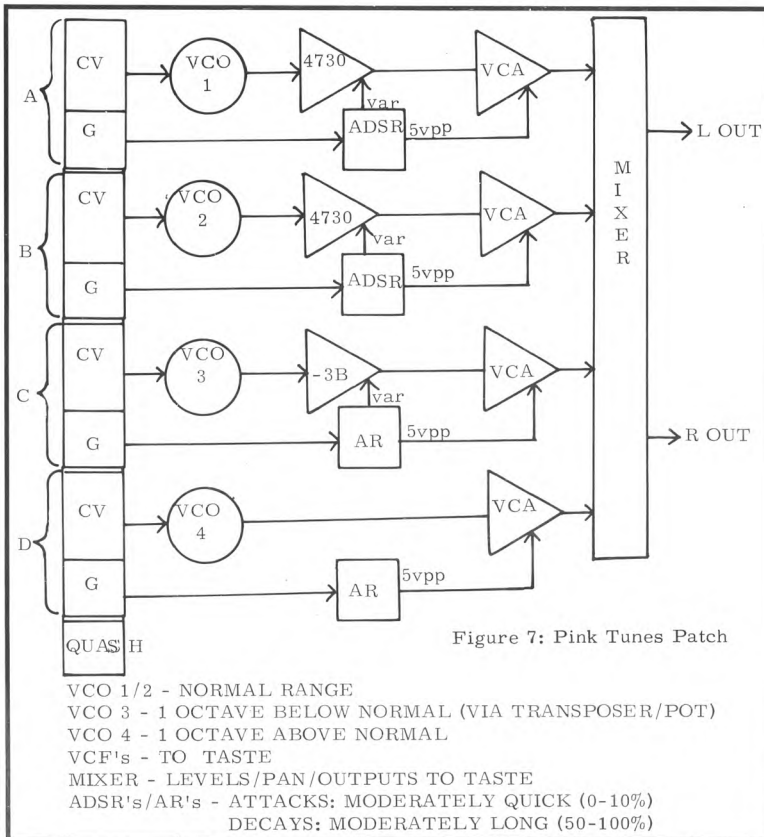 A
CV
VCO
1
4730
VCA
var
G
ADSR
5vpp
B
CV
VCO
2
4730
VCA
var
G
ADSR
5vpp
C
CV
VCO
3
-3B
VCA
var
G
AR
5vpp
D
CV
VCO
4
VCA
G
AR
5vpp
QUASH
MIXER
L OUT
R OUT
Figure 7: Pink Tunes Patch
VCO 1/2 - NORMAL RANGE
VCO 3 - 1 OCTAVE BELOW NORMAL (VIA TRANSPOSER/POT)
VCO 4 - 1 OCTAVE ABOVE NORMAL
VCF's - TO TASTE
MIXER - LEVELS/PAN/OUTPUTS TO TASTE
ADSR's/AR's - ATTACKS: MODERATELY QUICK (0-10%)
DECAYS: MODERATELY LONG (50-100%)